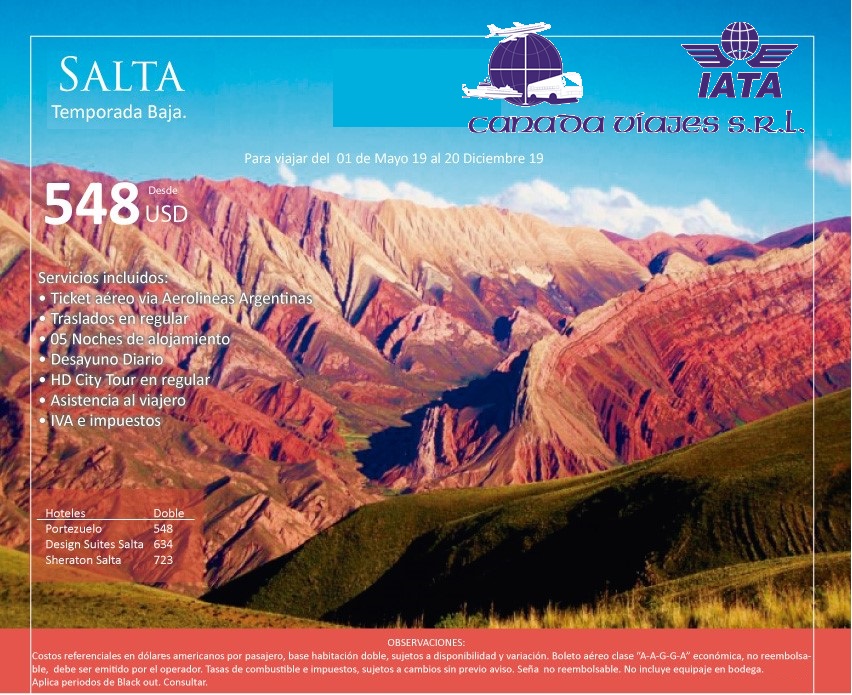 SALTA
Temporada Baja.
IATA
CANADA VIAJES S.R.L.
Para viajar del 01 de Mayo 19 al 20 Diciembre 19
Desde
548 USD
Servicios incluidos:
• Ticket aéreo via Aerolineas Argentinas
• Traslados en regular
• 05 Noches de alojamiento
• Desayuno Diario
• HD City Tour en regular
• Asistencia al viajero
• IVA e impuestos
Hoteles Doble
Portezuelo 548
Design Suites Salta 634
Sheraton Salta 723
OBSERVACIONES:
Costos referenciales en dólares americanos por pasajero, base habitación doble, sujetos a disponibilidad y variación. Boleto aéreo clase “A-A-G-G-A” económica, no reembolsa-
ble, debe ser emitido por el operador. Tasas de combustible e impuestos, sujetos a cambios sin previo aviso. Seña no reembolsable. No incluye equipaje en bodega.
Aplica periodos de Black out. Consultar.